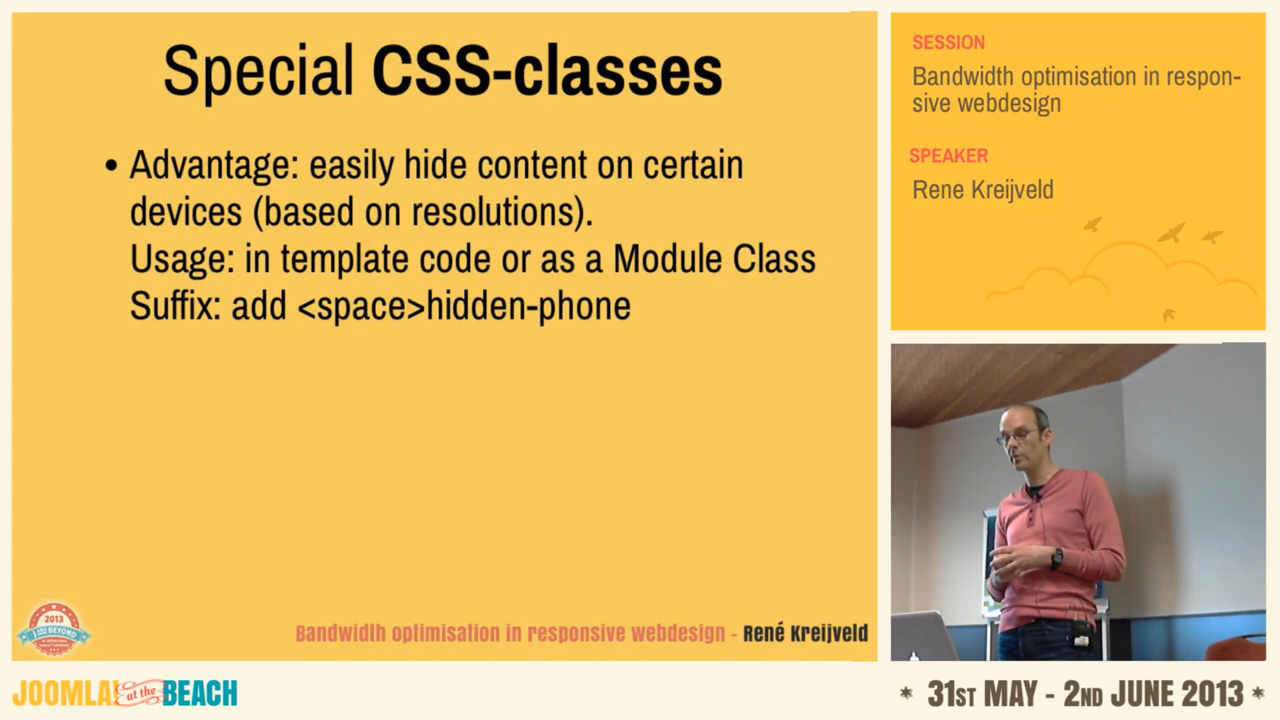 Special CSS-classes
• Advantage: easily hide content on certain
devices (based on resolutions).
Usage: in template code or as a Module Class
Suffix: add <space>hidden-phone
2013
BEYOND
Bandwidth optimisation in responsive webdesign - René Kreijveld
SESSION
Bandwidth optimisation in respon-
sive webdesign
SPEAKER
Rene Kreijveld
JOOMLA! at the BEACH
* 31ST MAY - 2ND JUNE 2013 *